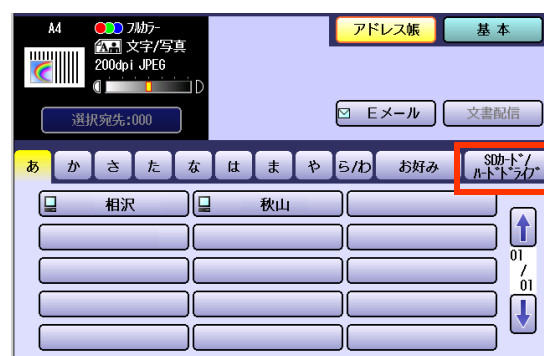 A4 フルカラー
文字/写真
200dpi JPEG
アドレス帳 基 本
選択宛先:000
Eメール 文書配信
あ か さ た な は ま や ら/わ お好み SDカード/
ハードドライブ
相沢 秋山
01
/
01